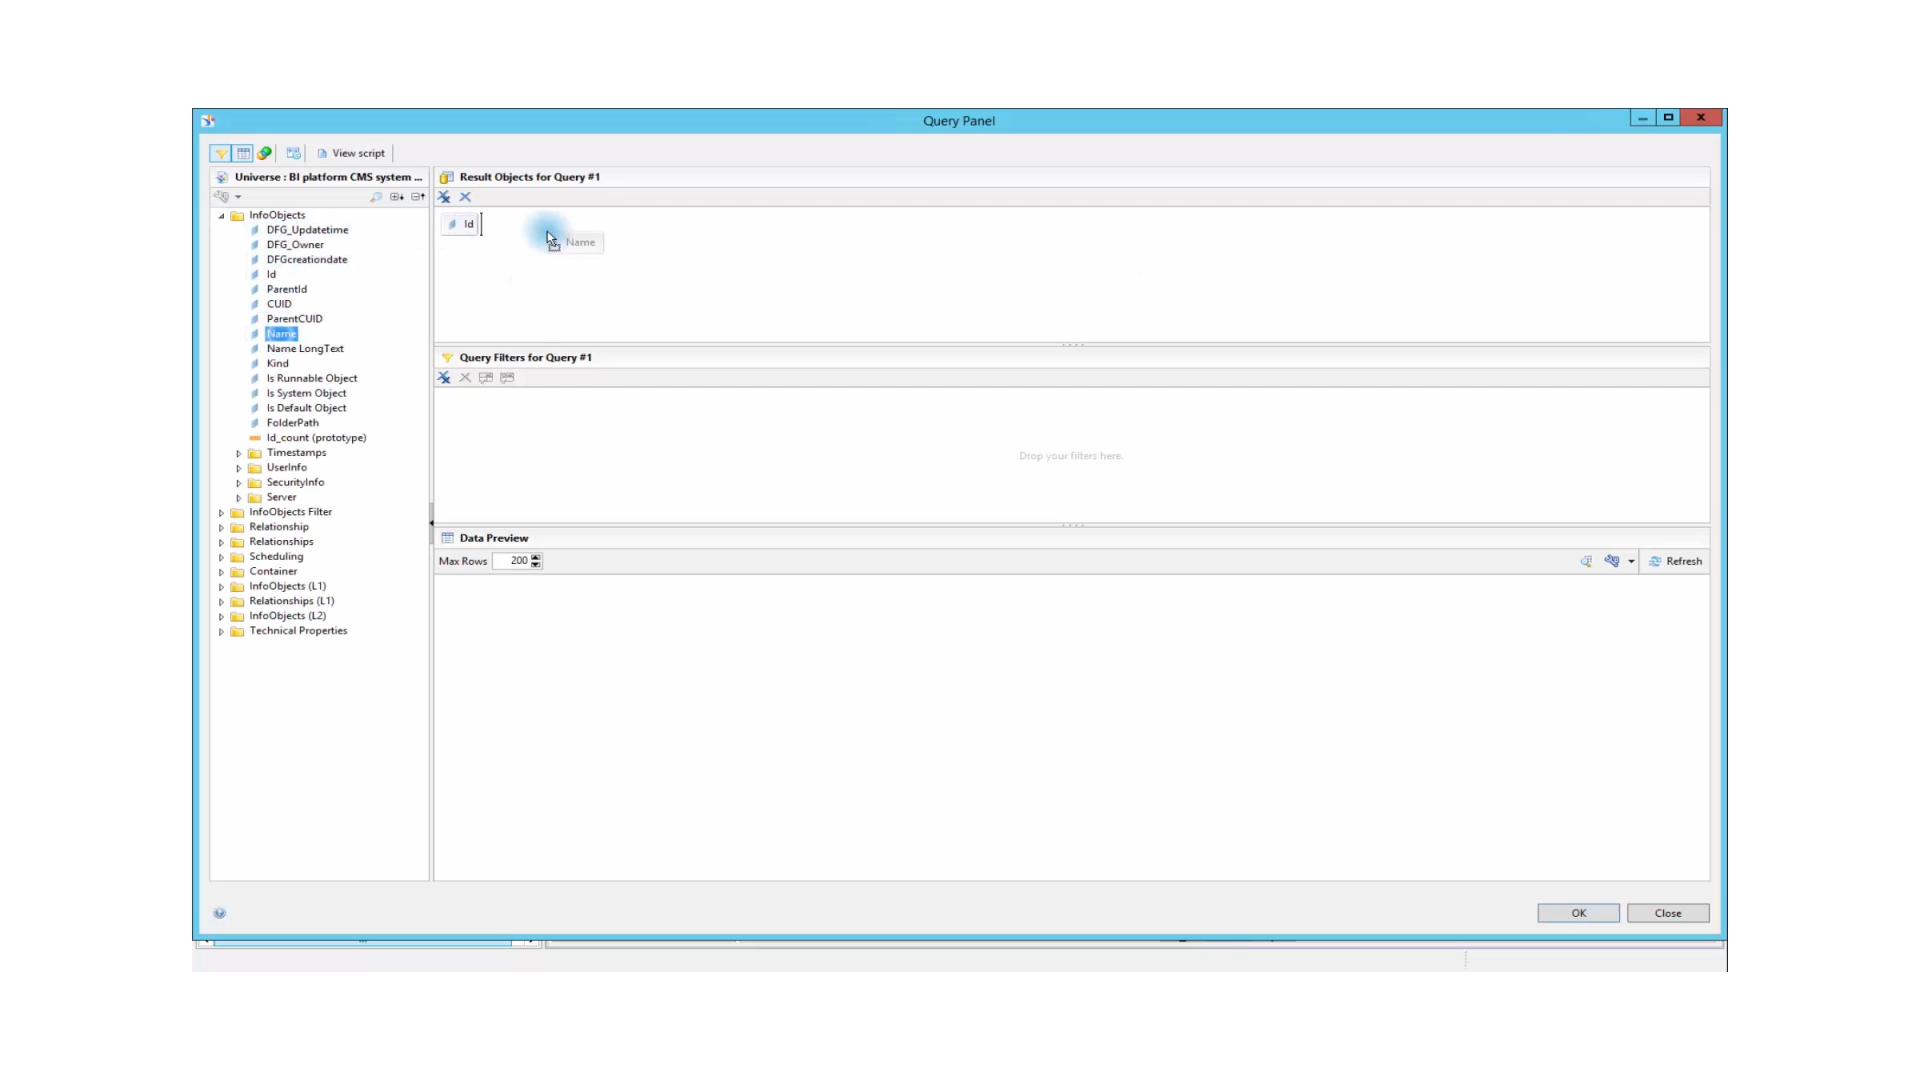 Query Panel
View script
Universe : BI platform CMS system ...
Result Objects for Query #1
InfoObjects
DFG_Updatetime
DFG_Owner
DFGcreationdate
Id
ParentId
CUID
ParentCUID
Name
Name LongText
Kind
Is Runnable Object
Is System Object
Is Default Object
FolderPath
Id_count (prototype)
Timestamps
UserInfo
SecurityInfo
Server
InfoObjects Filter
Relationship
Relationships
Scheduling
Container
InfoObjects (L1)
Relationships (L1)
InfoObjects (L2)
Technical Properties
Id
Name
Query Filters for Query #1
Drop your filters here.
Data Preview
Max Rows 200
Refresh
OK
Close